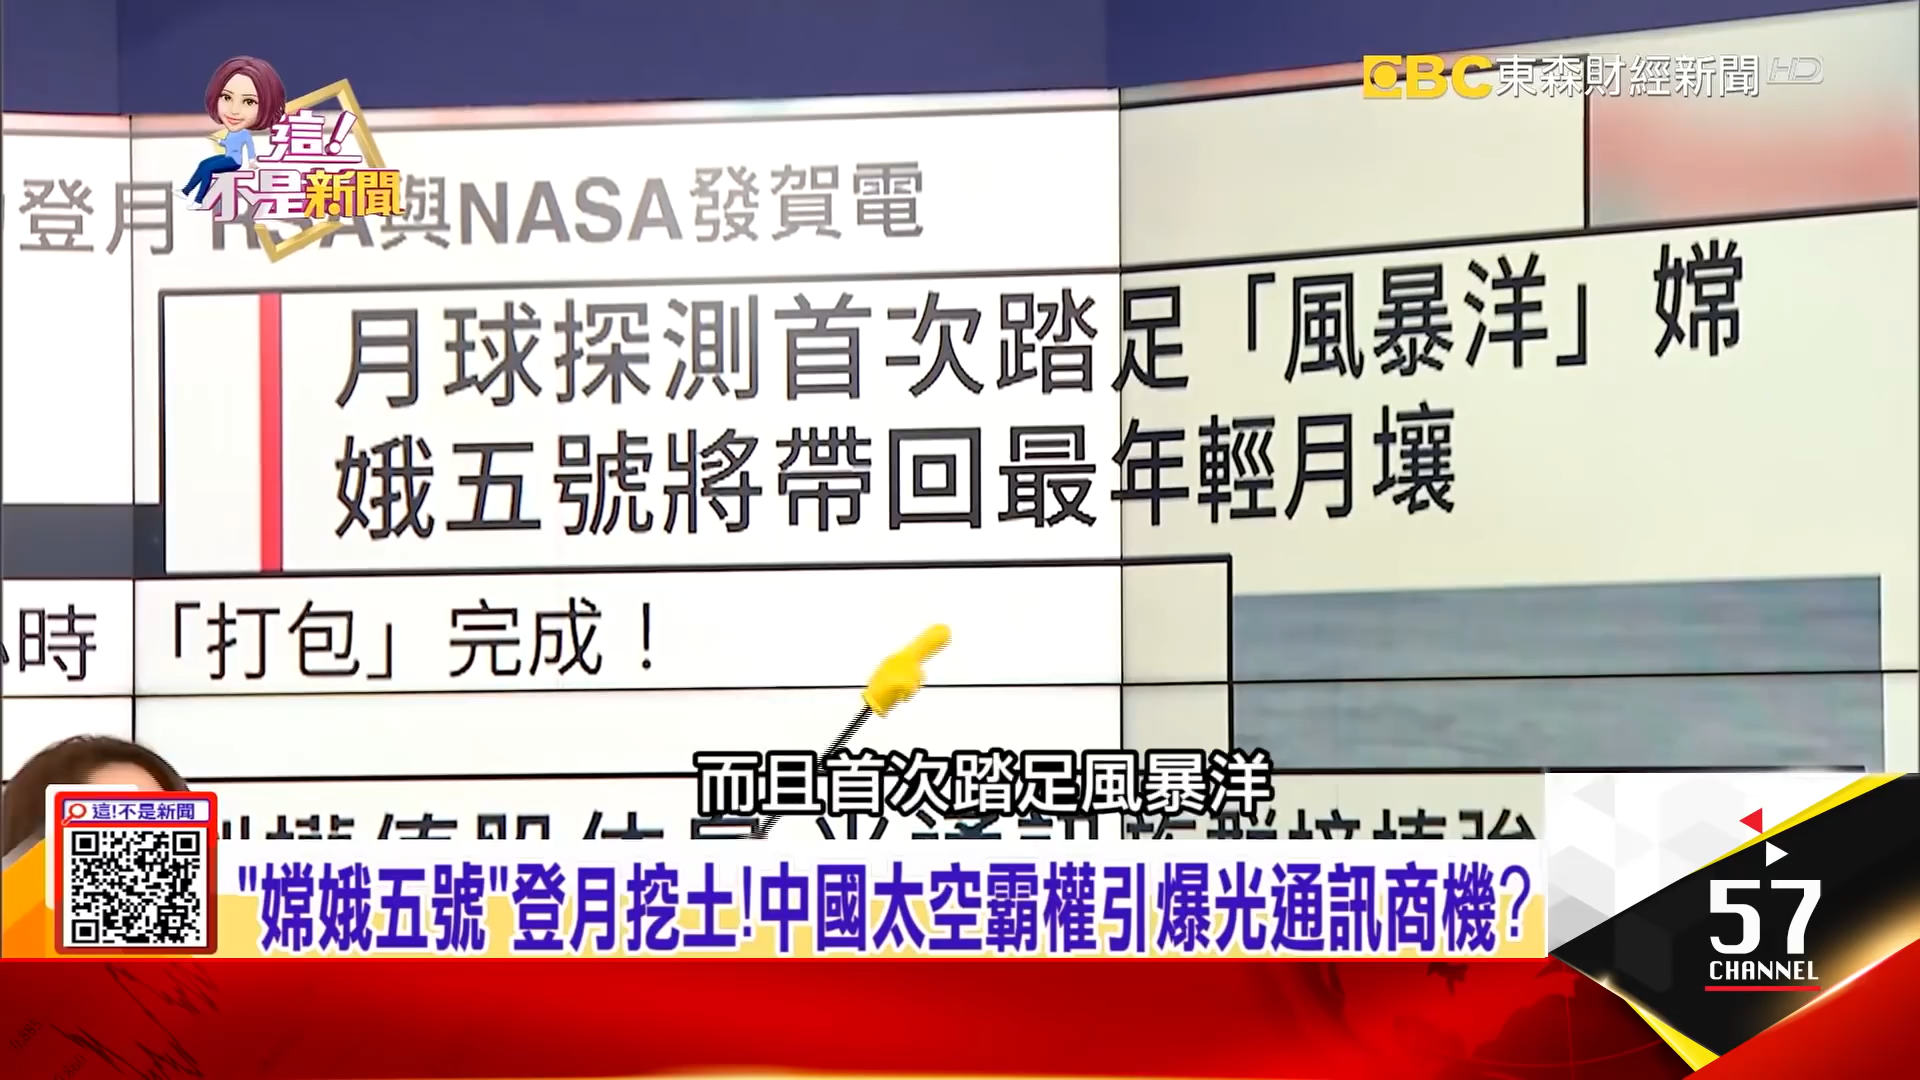 EBC東森財經新聞HD
這!
不是新聞
登月 與NASA發賀電
月球探測首次踏足「風暴洋」嫦
娥五號將帶回最年輕月壤
小時 「打包」完成！
而且首次踏足風暴洋
這!不是新聞
"嫦娥五號"登月挖土!中國太空霸權引爆光通訊商機?
57
CHANNEL